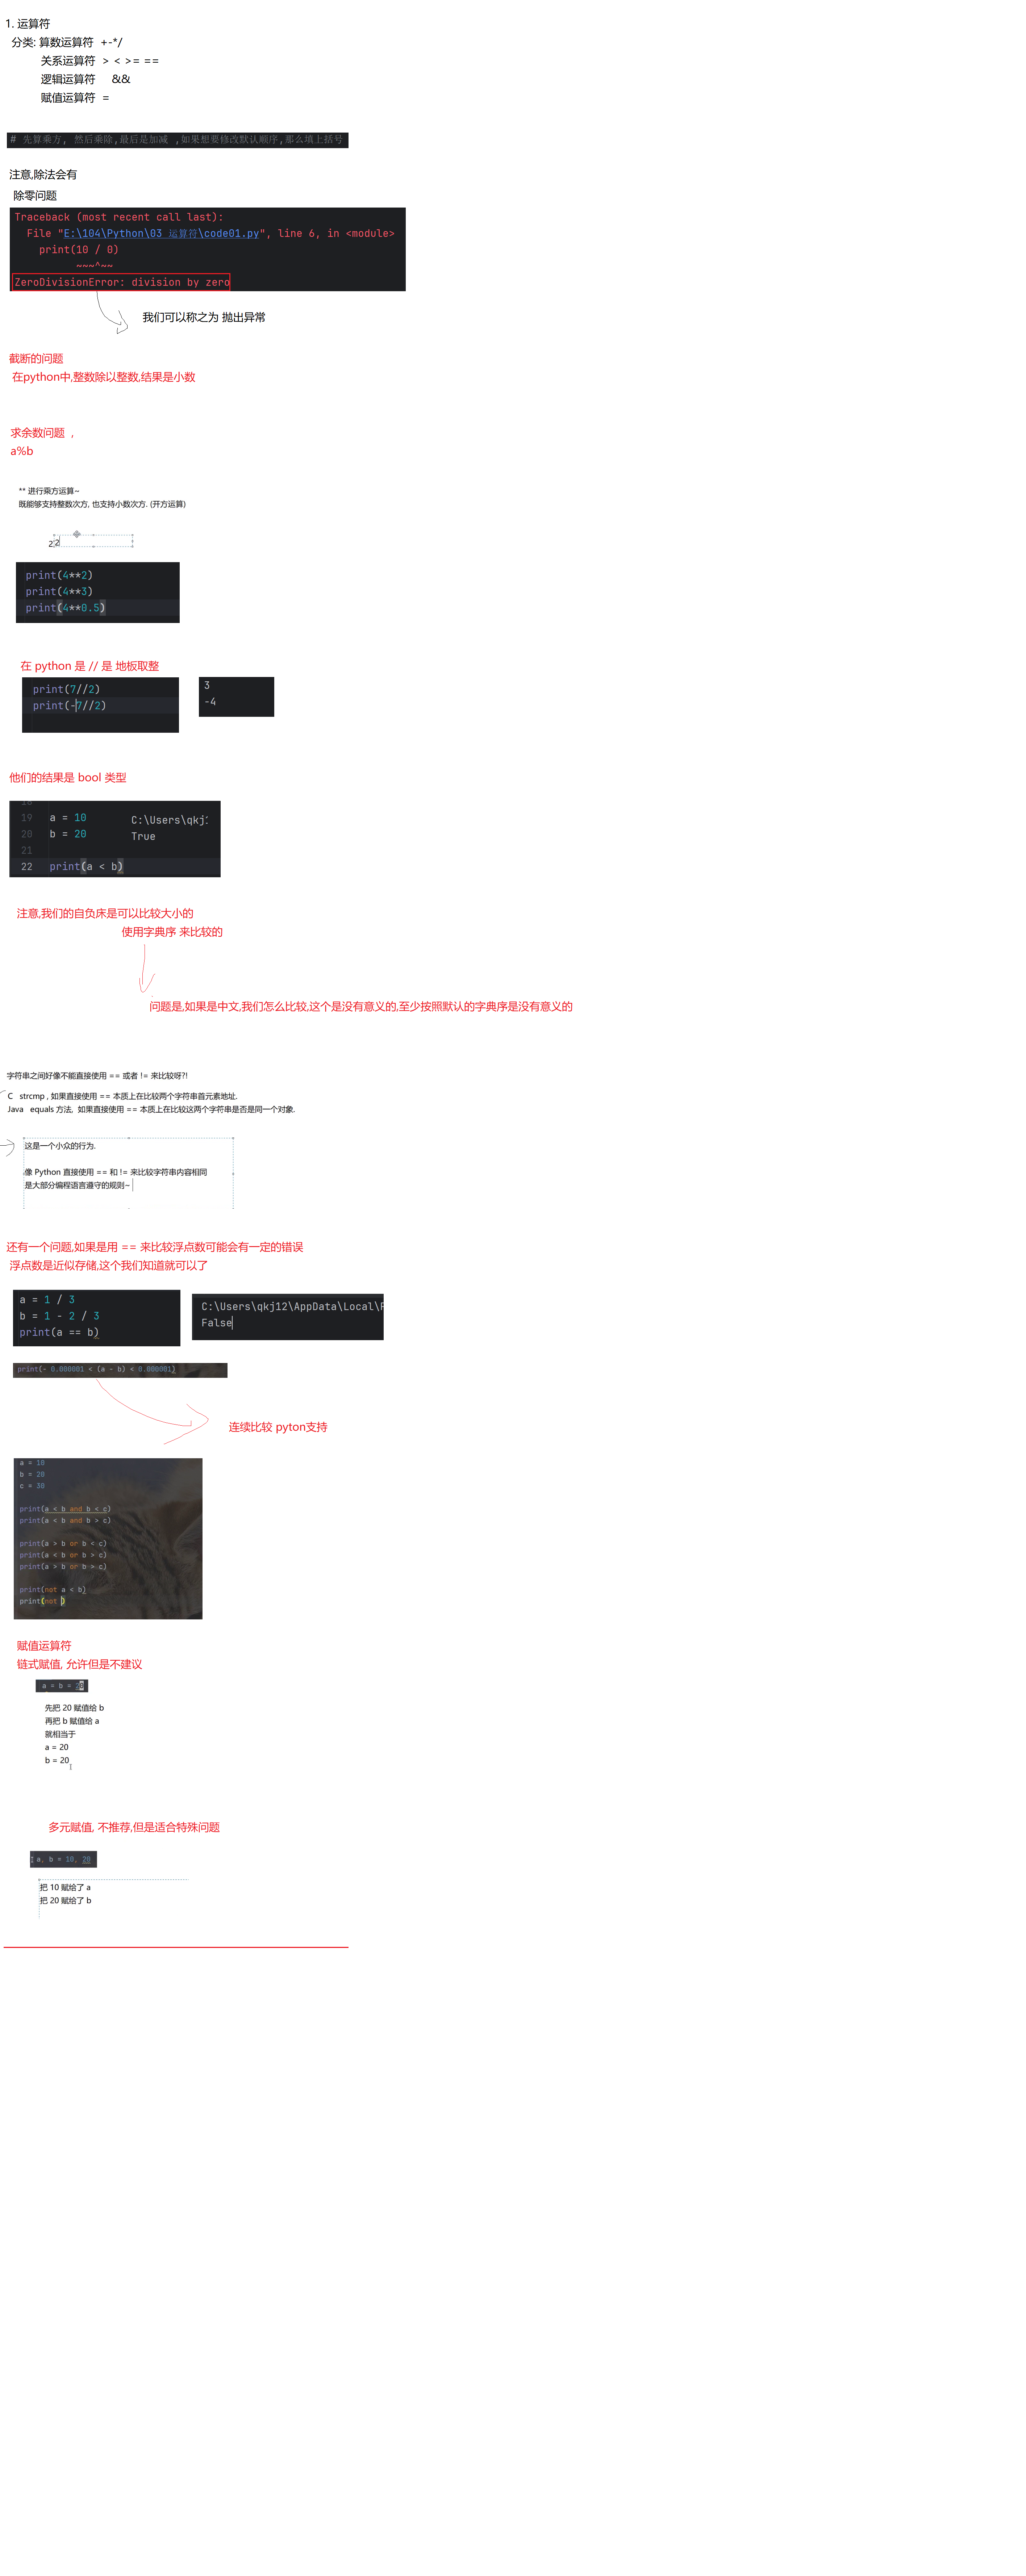 1. 运算符
分类: 算数运算符 +-*/
关系运算符 > < >= ==
逻辑运算符 &&
赋值运算符 =
# 先算乘方, 然后乘除,最后是加减 ,如果想要修改默认顺序,那么填上括号
注意,除法会有
除零问题
Traceback (most recent call last):
File "E:\104\Python\03 运算符\code01.py", line 6, in <module>
print(10 / 0)
~~~^~~
ZeroDivisionError: division by zero
我们可以称之为 抛出异常
截断的问题
在python中,整数除以整数,结果是小数
求余数问题 ,
a%b
** 进行乘方运算~
既能够支持整数次方, 也支持小数次方. (开方运算)
2 2
print(4**2)
print(4**3)
print(4**0.5)
在 python 是 // 是 地板取整
print(7//2)
print(-7//2)
3
-4
他们的结果是 bool 类型
18
19 a = 10
20 b = 20
21
22 print(a < b)
C:\Users\qkj1
True
注意,我们的自负床是可以比较大小的
使用字典序 来比较的
问题是,如果是中文,我们怎么比较,这个是没有意义的,至少按照默认的字典序是没有意义的
字符串之间好像不能直接使用 == 或者 != 来比较呀?!
C strcmp , 如果直接使用 == 本质上在比较两个字符串首元素地址.
Java equals 方法, 如果直接使用 == 本质上在比较这两个字符串是否是同一个对象.
这是一个小众的行为.
像 Python 直接使用 == 和 != 来比较字符串内容相同
是大部分编程语言遵守的规则~
还有一个问题,如果是用 == 来比较浮点数可能会有一定的错误
浮点数是近似存储,这个我们知道就可以了
a = 1 / 3
b = 1 - 2 / 3
print(a == b)
C:\Users\qkj12\AppData\Local\P
False
print(- 0.000001 < (a - b) < 0.000001)
连续比较 pyton支持
a = 10
b = 20
c = 30
print(a < b and b < c)
print(a < b and b > c)
print(a > b or b < c)
print(a < b or b > c)
print(a > b or b > c)
print(not a < b)
print(not )
赋值运算符
链式赋值, 允许但是不建议
a = b = 20
先把 20 赋值给 b
再把 b 赋值给 a
就相当于
a = 20
b = 20
多元赋值, 不推荐,但是适合特殊问题
a, b = 10, 20
把 10 赋给了 a
把 20 赋给了 b